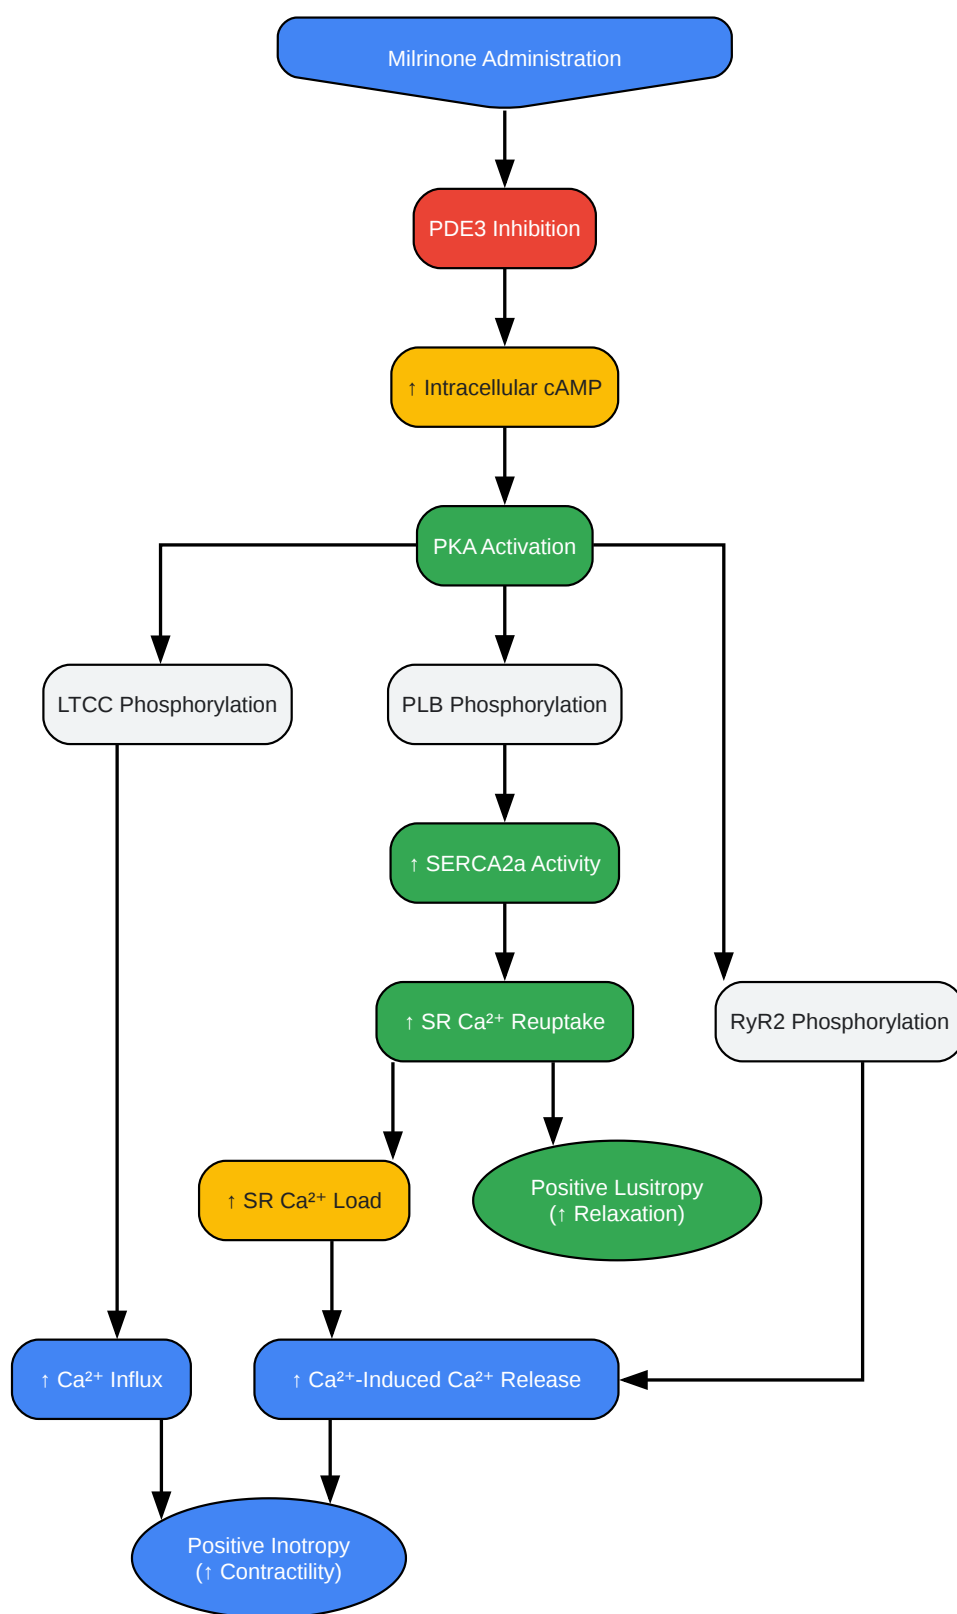 Milrinone Administration
PDE3 Inhibition
↑ Intracellular cAMP
PKA Activation
LTCC Phosphorylation
PLB Phosphorylation
↑ SERCA2a Activity
↑ SR Ca²⁺ Reuptake
RyR2 Phosphorylation
↑ SR Ca²⁺ Load
Positive Lusitropy
(↑ Relaxation)
↑ Ca²⁺ Influx
↑ Ca²⁺-Induced Ca²⁺ Release
Positive Inotropy
(↑ Contractility)